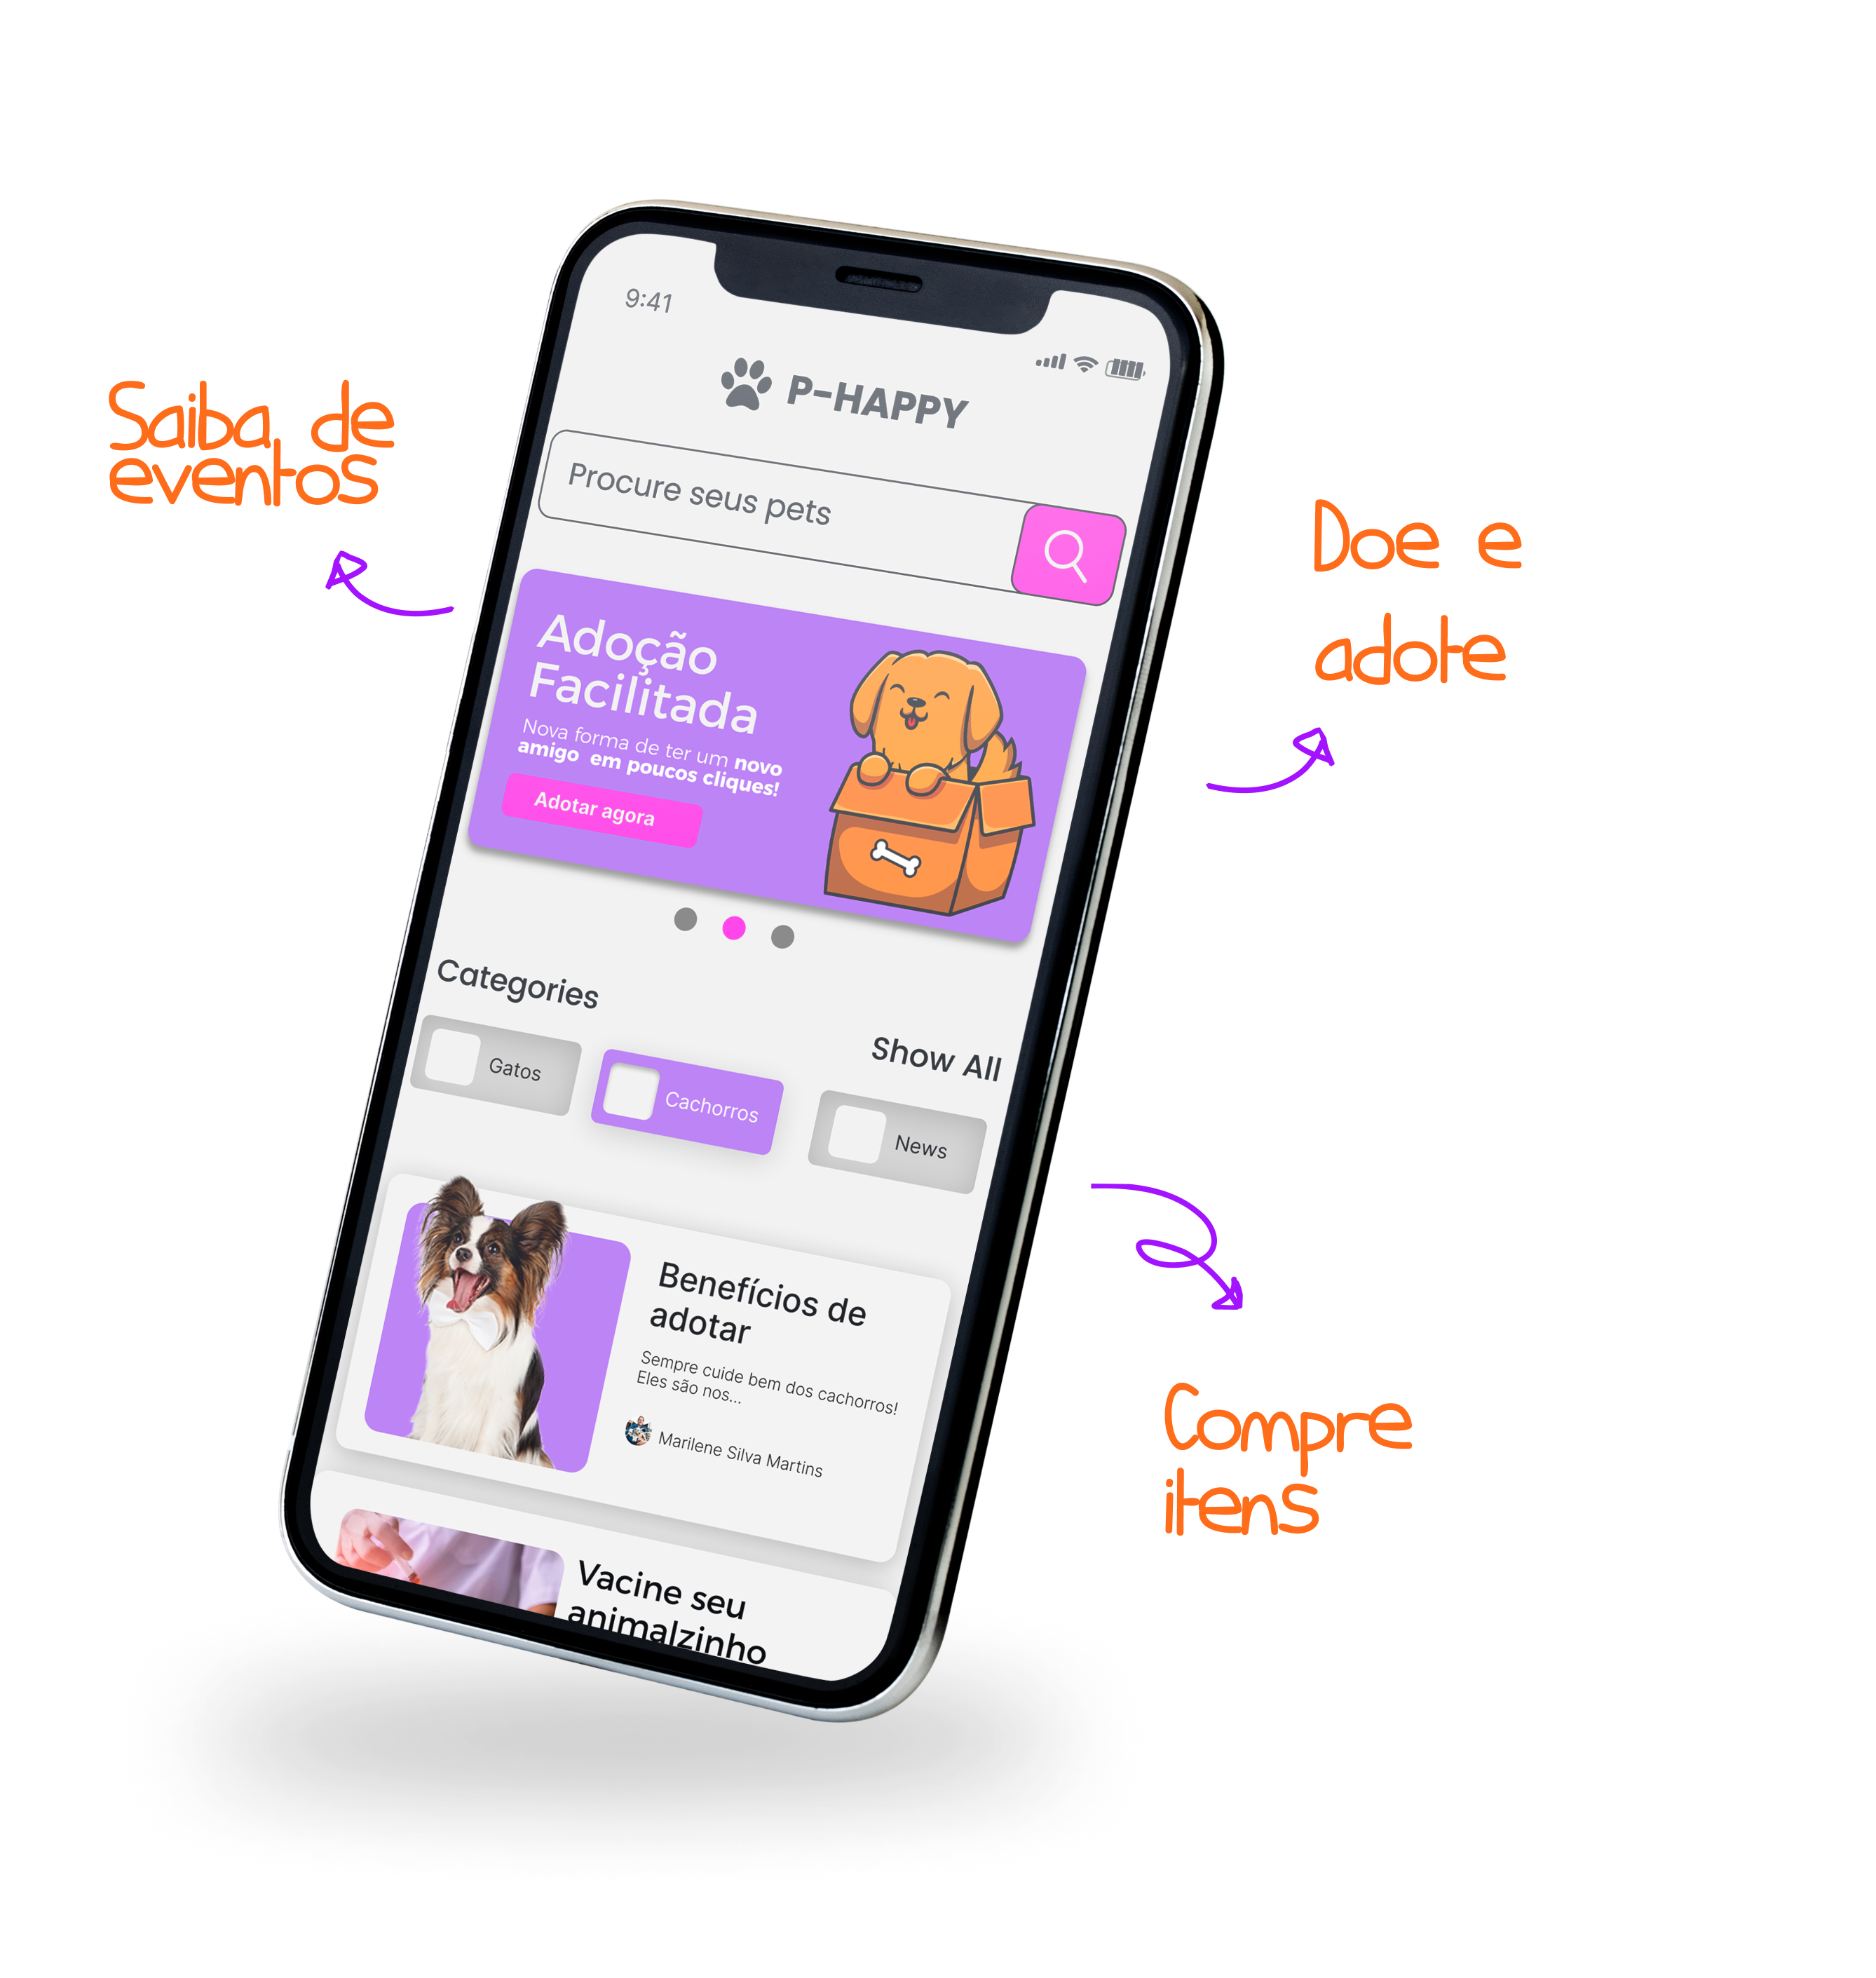 9:41
P-HAPPY
Procure seus pets
Saiba de
eventos
Doe e
adote
Adoção
Facilitada
Nova forma de ter um novo
amigo em poucos cliques!
Adotar agora
Categories
Show All
Gatos
Cachorros
News
Benefícios de
adotar
Sempre cuide bem dos cachorros!
Eles são nos...
Marilene Silva Martins
Compre
itens
Vacine seu
animalzinho